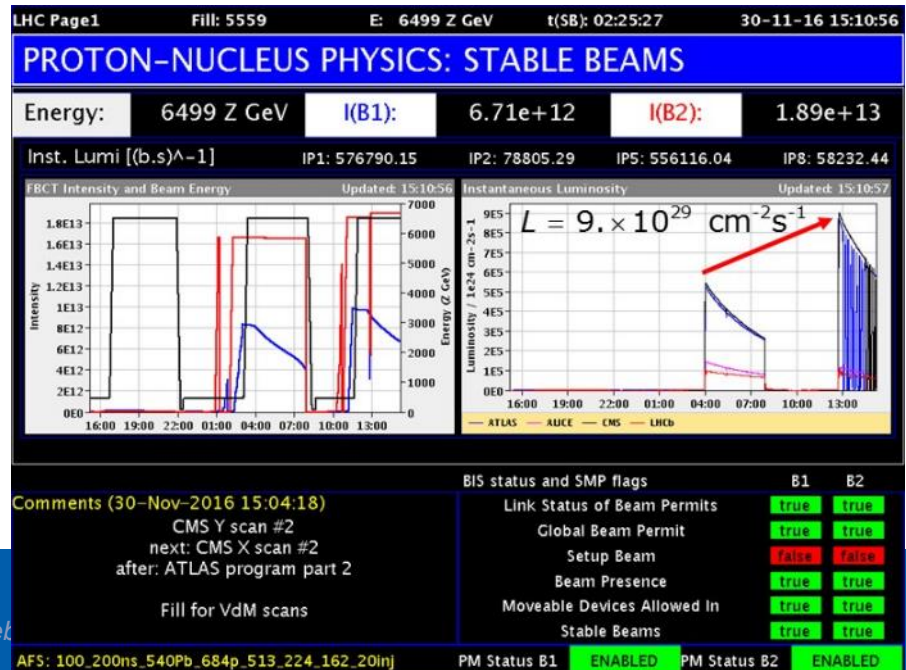 LHC Page1 Fill: 5559 E: 6499 Z GeV t(SB): 02:25:27 30-11-16 15:10:56
PROTON-NUCLEUS PHYSICS: STABLE BEAMS
Energy: 6499 Z GeV I(B1): 6.71e+12 I(B2): 1.89e+13
Inst. Lumi [(b.s)^-1] IP1: 576790.15 IP2: 78805.29 IP5: 556116.04 IP8: 58232.44
FBCT Intensity and Beam Energy Updated: 15:10:56
Intensity
1.8E13
1.6E13
1.4E13
1.2E13
1E13
8E12
6E12
4E12
2E12
0E0
7000
6000
5000
4000
3000
2000
1000
0
Energy (Z GeV)
16:00 19:00 22:00 01:00 04:00 07:00 10:00 13:00
Instantaneous Luminosity Updated: 15:10:57
L = 9.×10²⁹ cm⁻²s⁻¹
Luminosity / 1e24 cm-2s-1
9E5
8E5
7E5
6E5
5E5
4E5
3E5
2E5
1E5
0E0
16:00 19:00 22:00 01:00 04:00 07:00 10:00 13:00
ATLAS ALICE CMS LHCb
Comments (30-Nov-2016 15:04:18)
CMS Y scan #2
next: CMS X scan #2
after: ATLAS program part 2
Fill for VdM scans
BIS status and SMP flags B1 B2
Link Status of Beam Permits true true
Global Beam Permit true true
Setup Beam false false
Beam Presence true true
Moveable Devices Allowed In true true
Stable Beams true true
AFS: 100_200ns_540Pb_684p_513_224_162_20inj PM Status B1 ENABLED PM Status B2 ENABLED